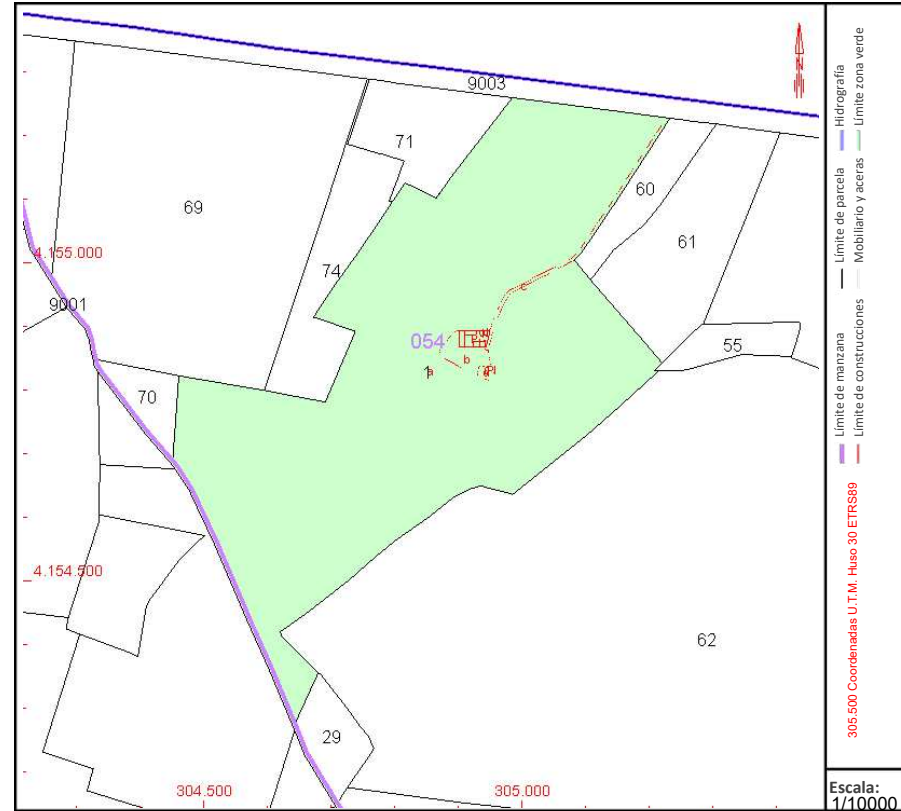 9003
N
71
60
69
61
4.155.000
74
c
9001
054
b
1
a
55
70
4.154.500
62
29
304.500
305.000
Hidrografía
Límite zona verde
Límite de parcela
Mobiliario y aceras
Límite de manzana
Límite de construcciones
305.500 Coordenadas U.T.M. Huso 30 ETRS89
Escala:
1/10000